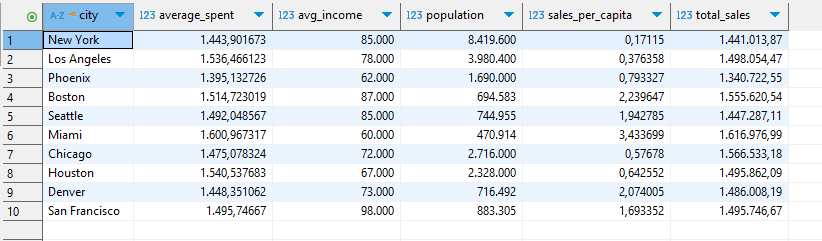 A-Z city 123 average_spent 123 avg_income 123 population 123 sales_per_capita 123 total_sales
1 New York 1.443,901673 85.000 8.419.600 0,17115 1.441.013,87
2 Los Angeles 1.536,466123 78.000 3.980.400 0,376358 1.498.054,47
3 Phoenix 1.395,132726 62.000 1.690.000 0,793327 1.340.722,55
4 Boston 1.514,723019 87.000 694.583 2,239647 1.555.620,54
5 Seattle 1.492,048567 85.000 744.955 1,942785 1.447.287,11
6 Miami 1.600,967317 60.000 470.914 3,433699 1.616.976,99
7 Chicago 1.475,078324 72.000 2.716.000 0,57678 1.566.533,18
8 Houston 1.540,537683 67.000 2.328.000 0,642552 1.495.862,09
9 Denver 1.448,351062 73.000 716.492 2,074005 1.486.008,19
10 San Francisco 1.495,74667 98.000 883.305 1,693352 1.495.746,67